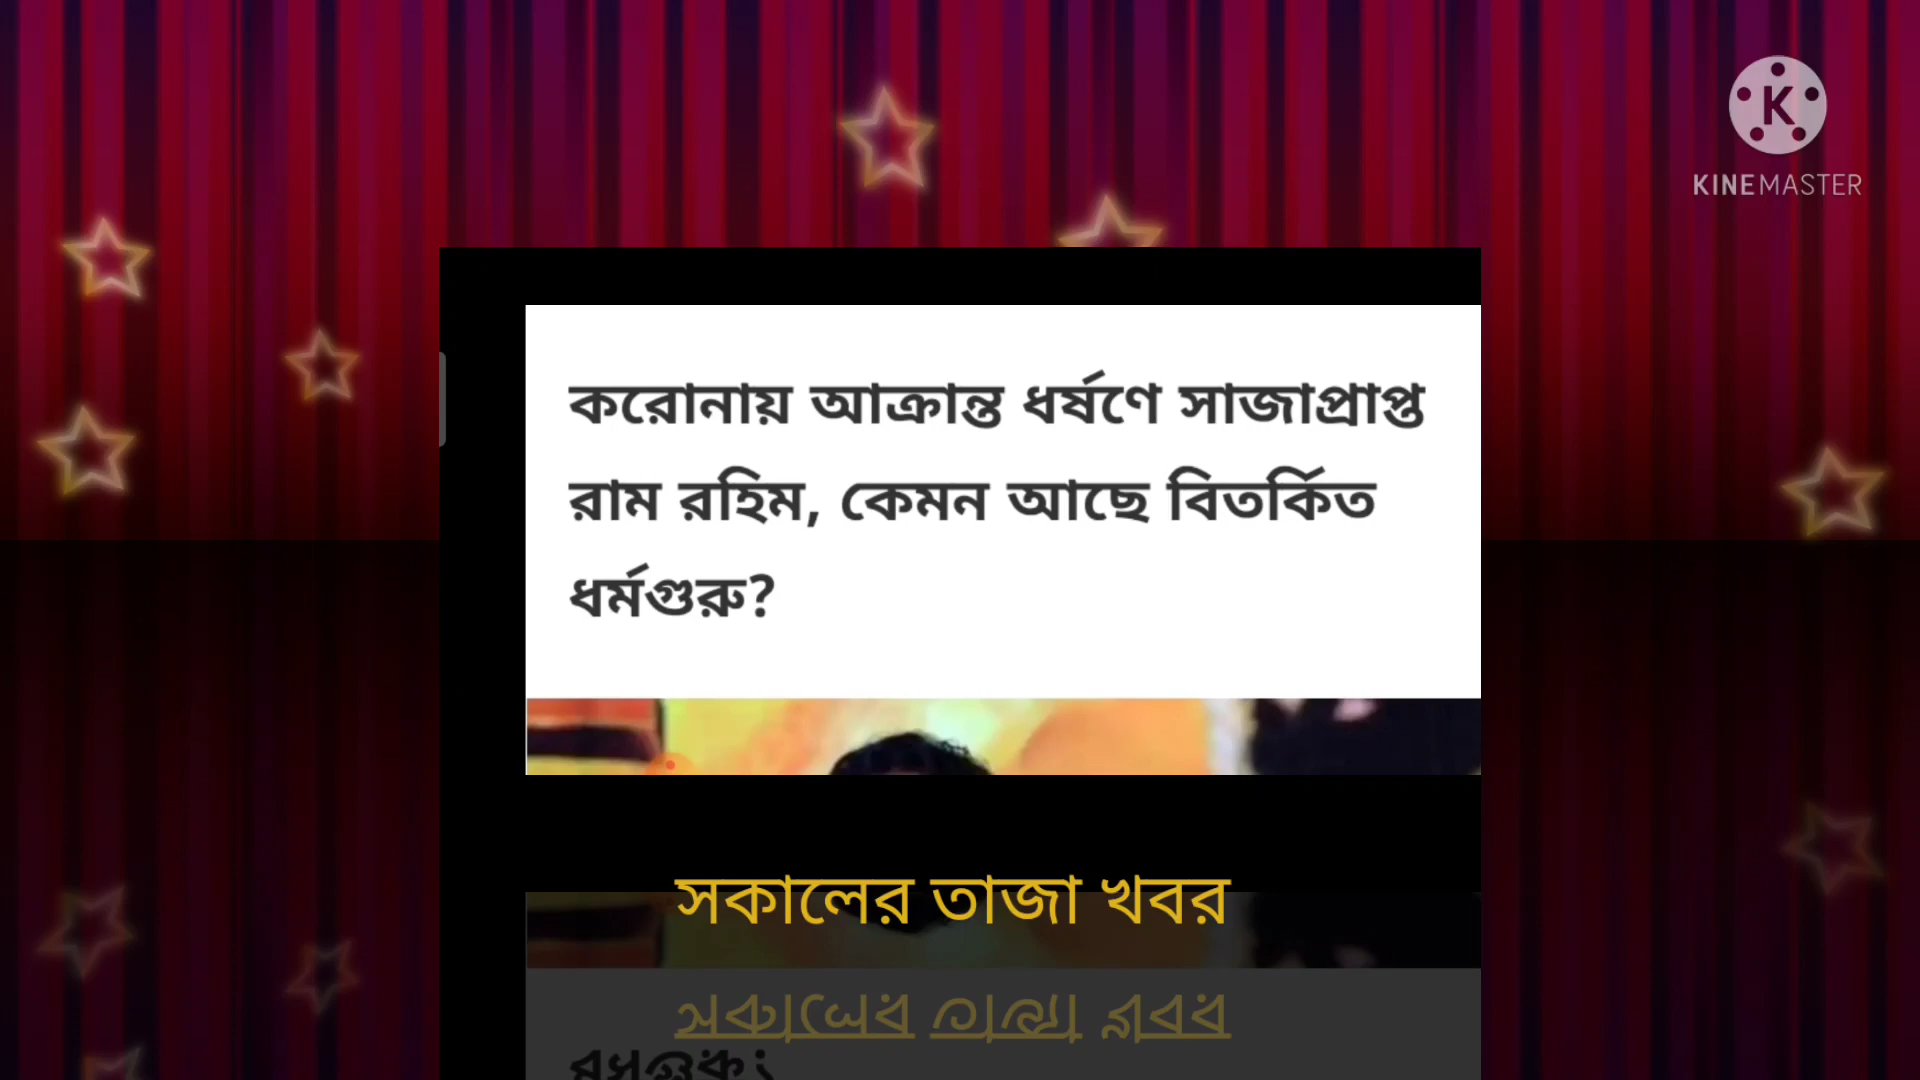 KINEMASTER
করোনায় আক্রান্ত ধর্ষণে সাজাপ্রাপ্ত
রাম রহিম, কেমন আছে বিতর্কিত
ধর্মগুরু?
সকালের তাজা খবর